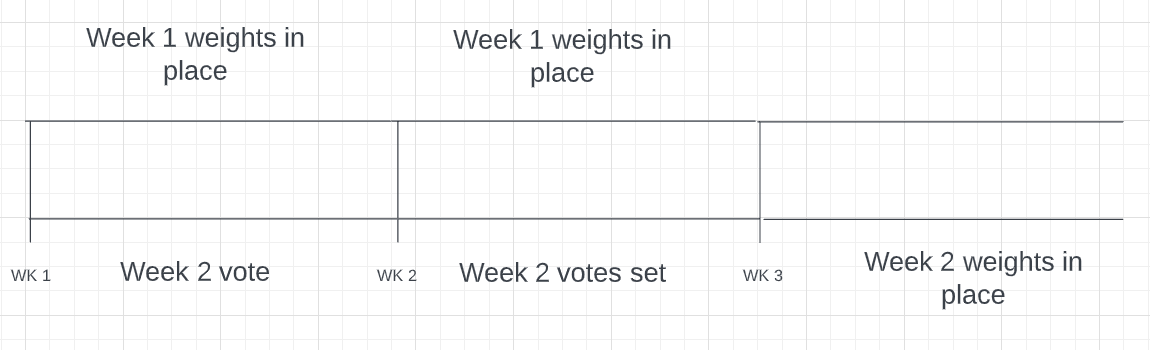 Week 1 weights in
place
Week 1 weights in
place
WK 1
Week 2 vote
WK 2
Week 2 votes set
WK 3
Week 2 weights in
place